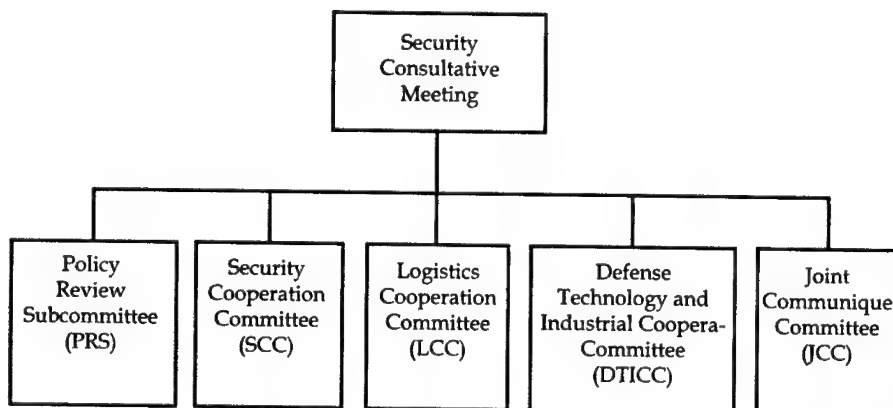 Security
Consultative
Meeting
Policy
Review
Subcommittee
(PRS)
Security
Cooperation
Committee
(SCC)
Logistics
Cooperation
Committee
(LCC)
Defense
Technology and
Industrial Coopera-
Committee
(DTICC)
Joint
Communique
Committee
(JCC)